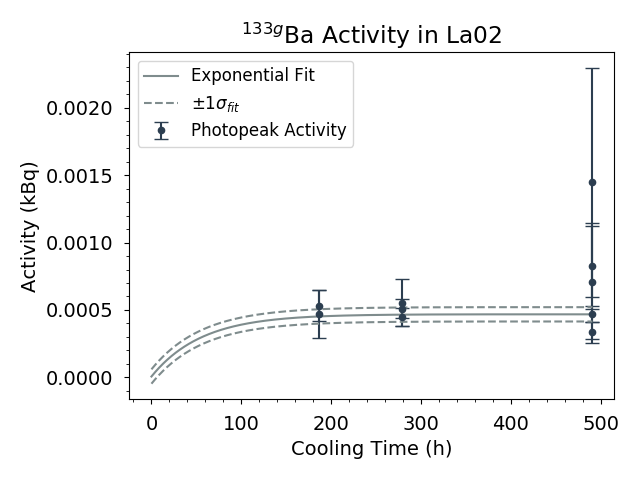 ¹³³ᵍBa Activity in La02
Exponential Fit
±1σ_fit
Photopeak Activity
Activity (kBq)
0.0020
0.0015
0.0010
0.0005
0.0000
0 100 200 300 400 500
Cooling Time (h)